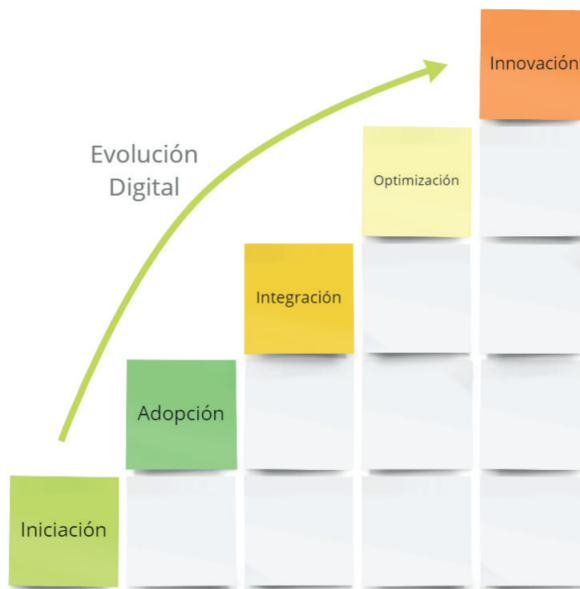 Innovación
Evolución
Digital
Optimización
Integración
Adopción
Iniciación